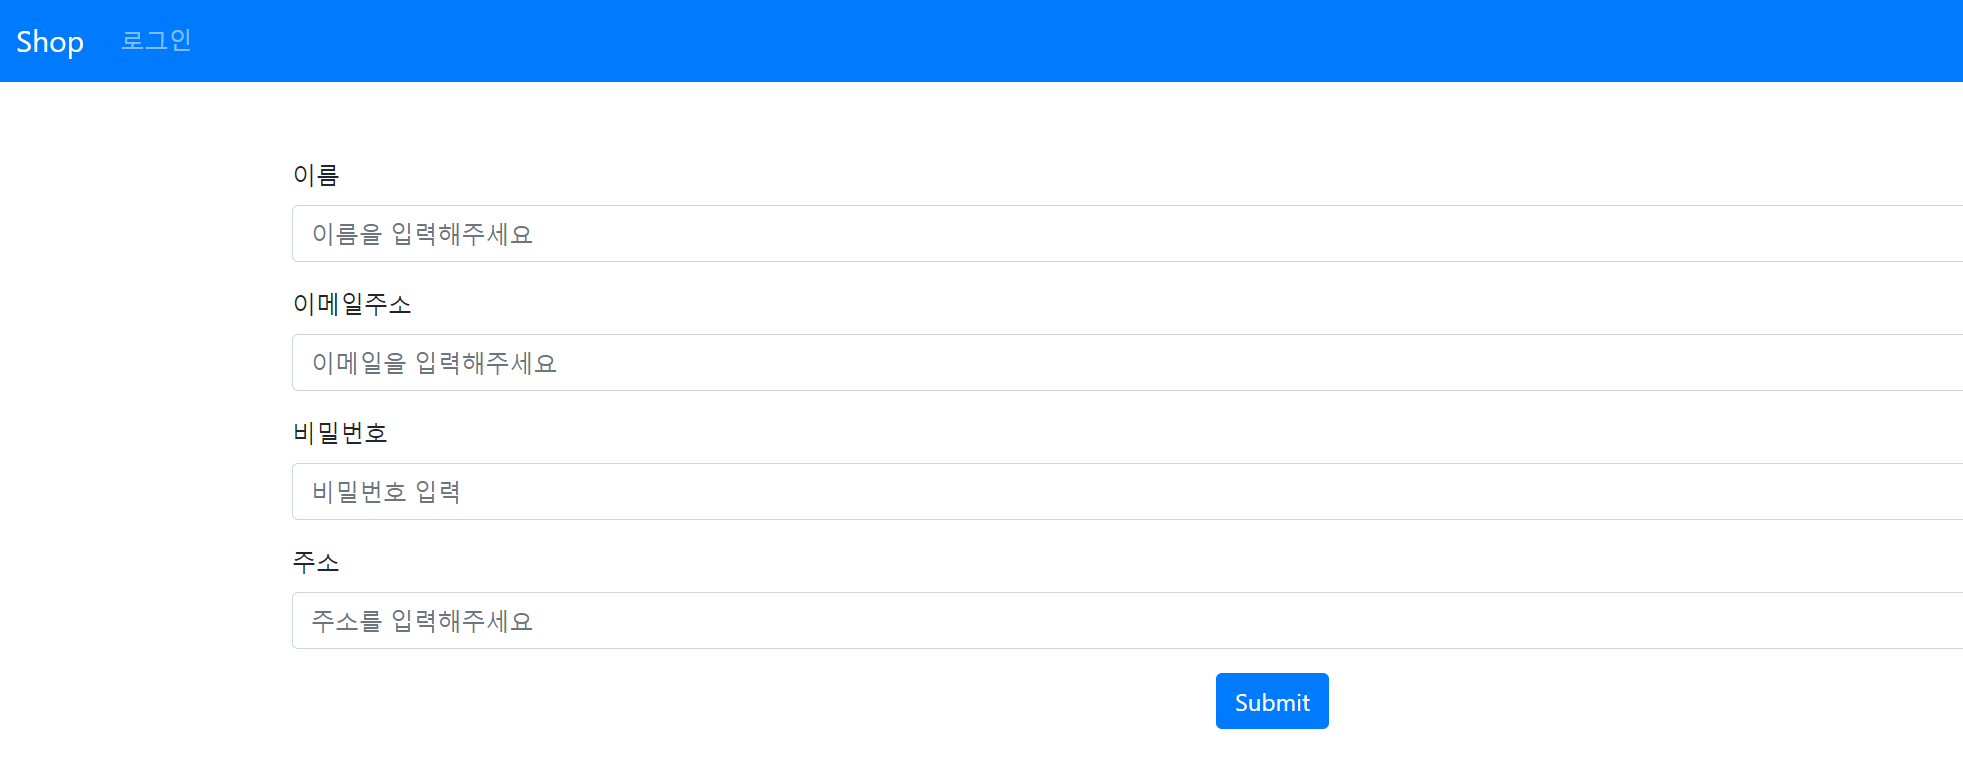 Shop 로그인
이름
이름을 입력해주세요
이메일주소
이메일을 입력해주세요
비밀번호
비밀번호 입력
주소
주소를 입력해주세요
Submit